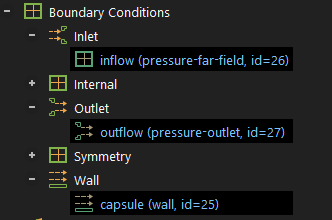 Boundary Conditions
Inlet
inflow (pressure-far-field, id=26)
Internal
Outlet
outflow (pressure-outlet, id=27)
Symmetry
Wall
capsule (wall, id=25)